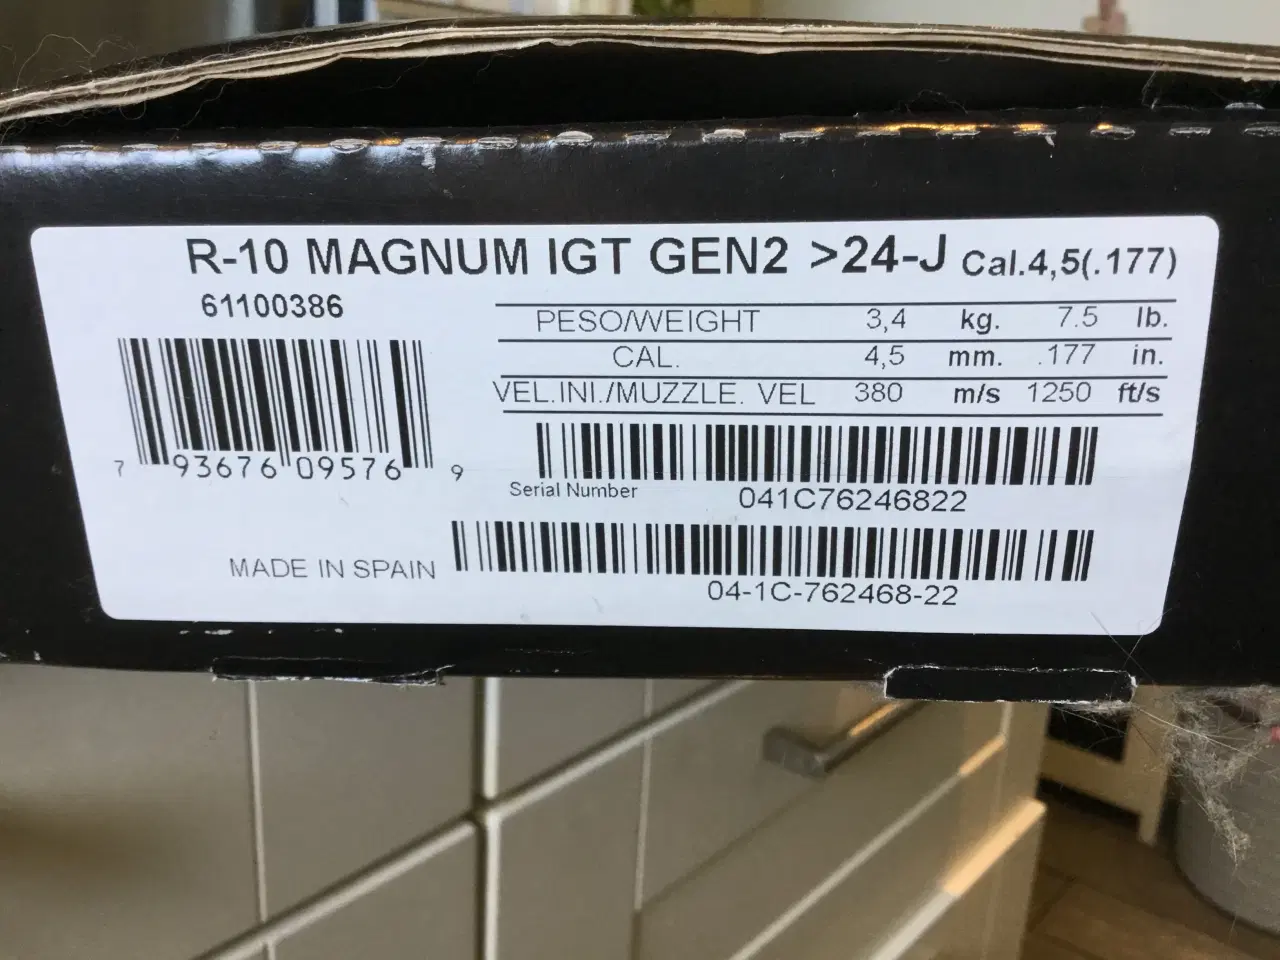 R-10 MAGNUM IGT GEN2 >24-J Cal.4,5(.177)
61100386
PESO/WEIGHT 3,4 kg. 7.5 lb.
CAL. 4,5 mm. .177 in.
VEL.INI./MUZZLE. VEL 380 m/s 1250 ft/s
7 93676 09576 9
Serial Number 041C76246822
MADE IN SPAIN
04-1C-762468-22